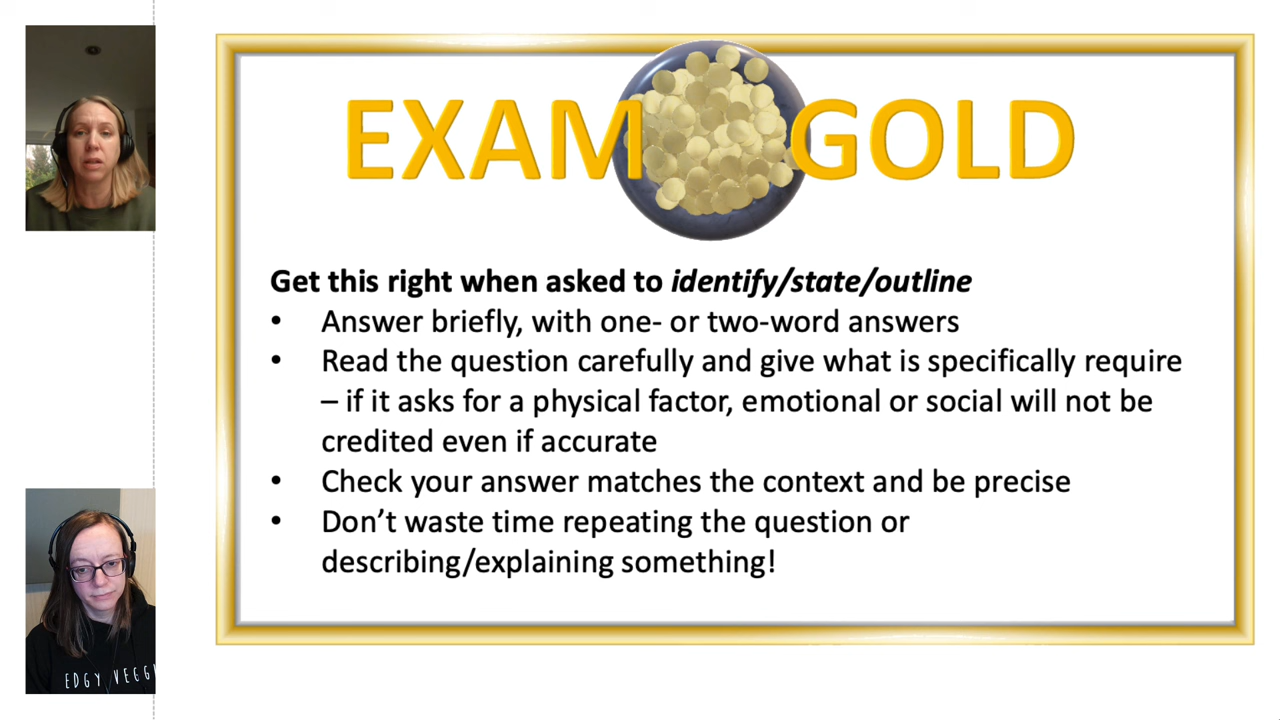 EXAM GOLD
Get this right when asked to identify/state/outline
• Answer briefly, with one- or two-word answers
• Read the question carefully and give what is specifically require
– if it asks for a physical factor, emotional or social will not be
credited even if accurate
• Check your answer matches the context and be precise
• Don’t waste time repeating the question or
describing/explaining something!
EDGY VEGG